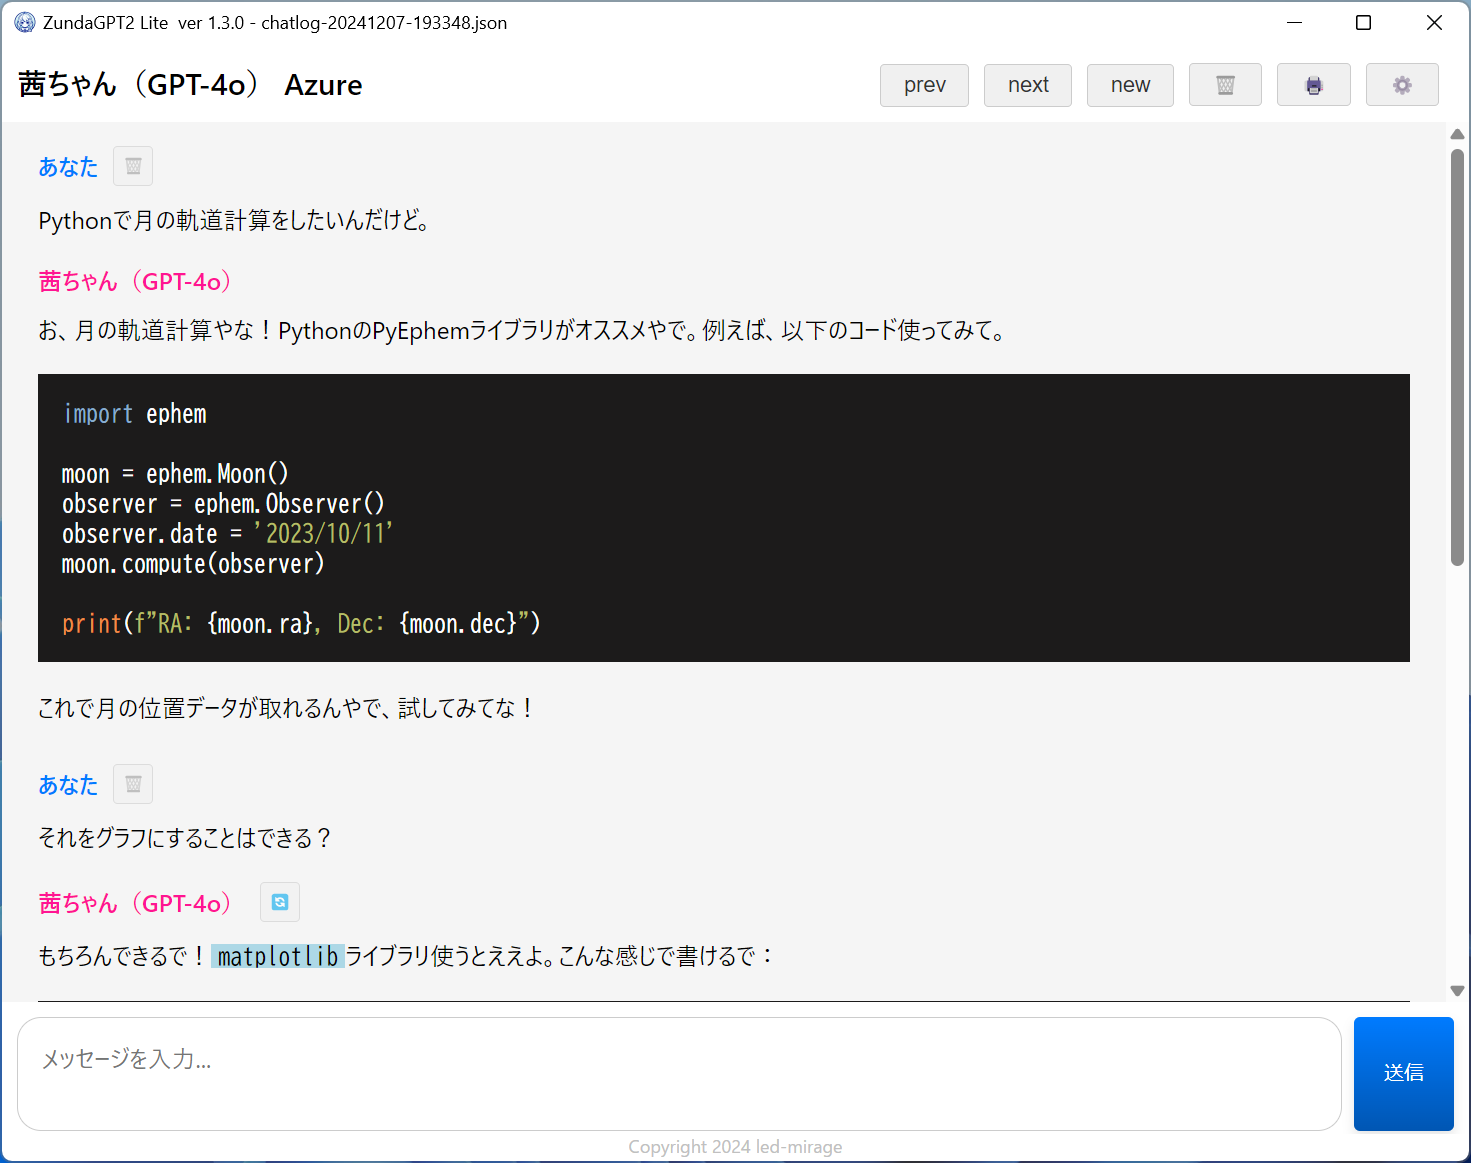 ZundaGPT2 Lite  ver 1.3.0 - chatlog-20241207-193348.json
茜ちゃん（GPT-4o） Azure
prev
next
new
あなた
Pythonで月の軌道計算をしたいんだけど。
茜ちゃん（GPT-4o）
お、月の軌道計算やな！PythonのPyEphemライブラリがオススメやで。例えば、以下のコード使ってみて。
import ephem
moon = ephem.Moon()
observer = ephem.Observer()
observer.date = '2023/10/11'
moon.compute(observer)
print(f"RA: {moon.ra}, Dec: {moon.dec}")
これで月の位置データが取れるんやで、試してみてな！
あなた
それをグラフにすることはできる？
茜ちゃん（GPT-4o）
もちろんできるで！matplotlibライブラリ使うとええよ。こんな感じで書けるで：
メッセージを入力...
送信
Copyright 2024 led-mirage